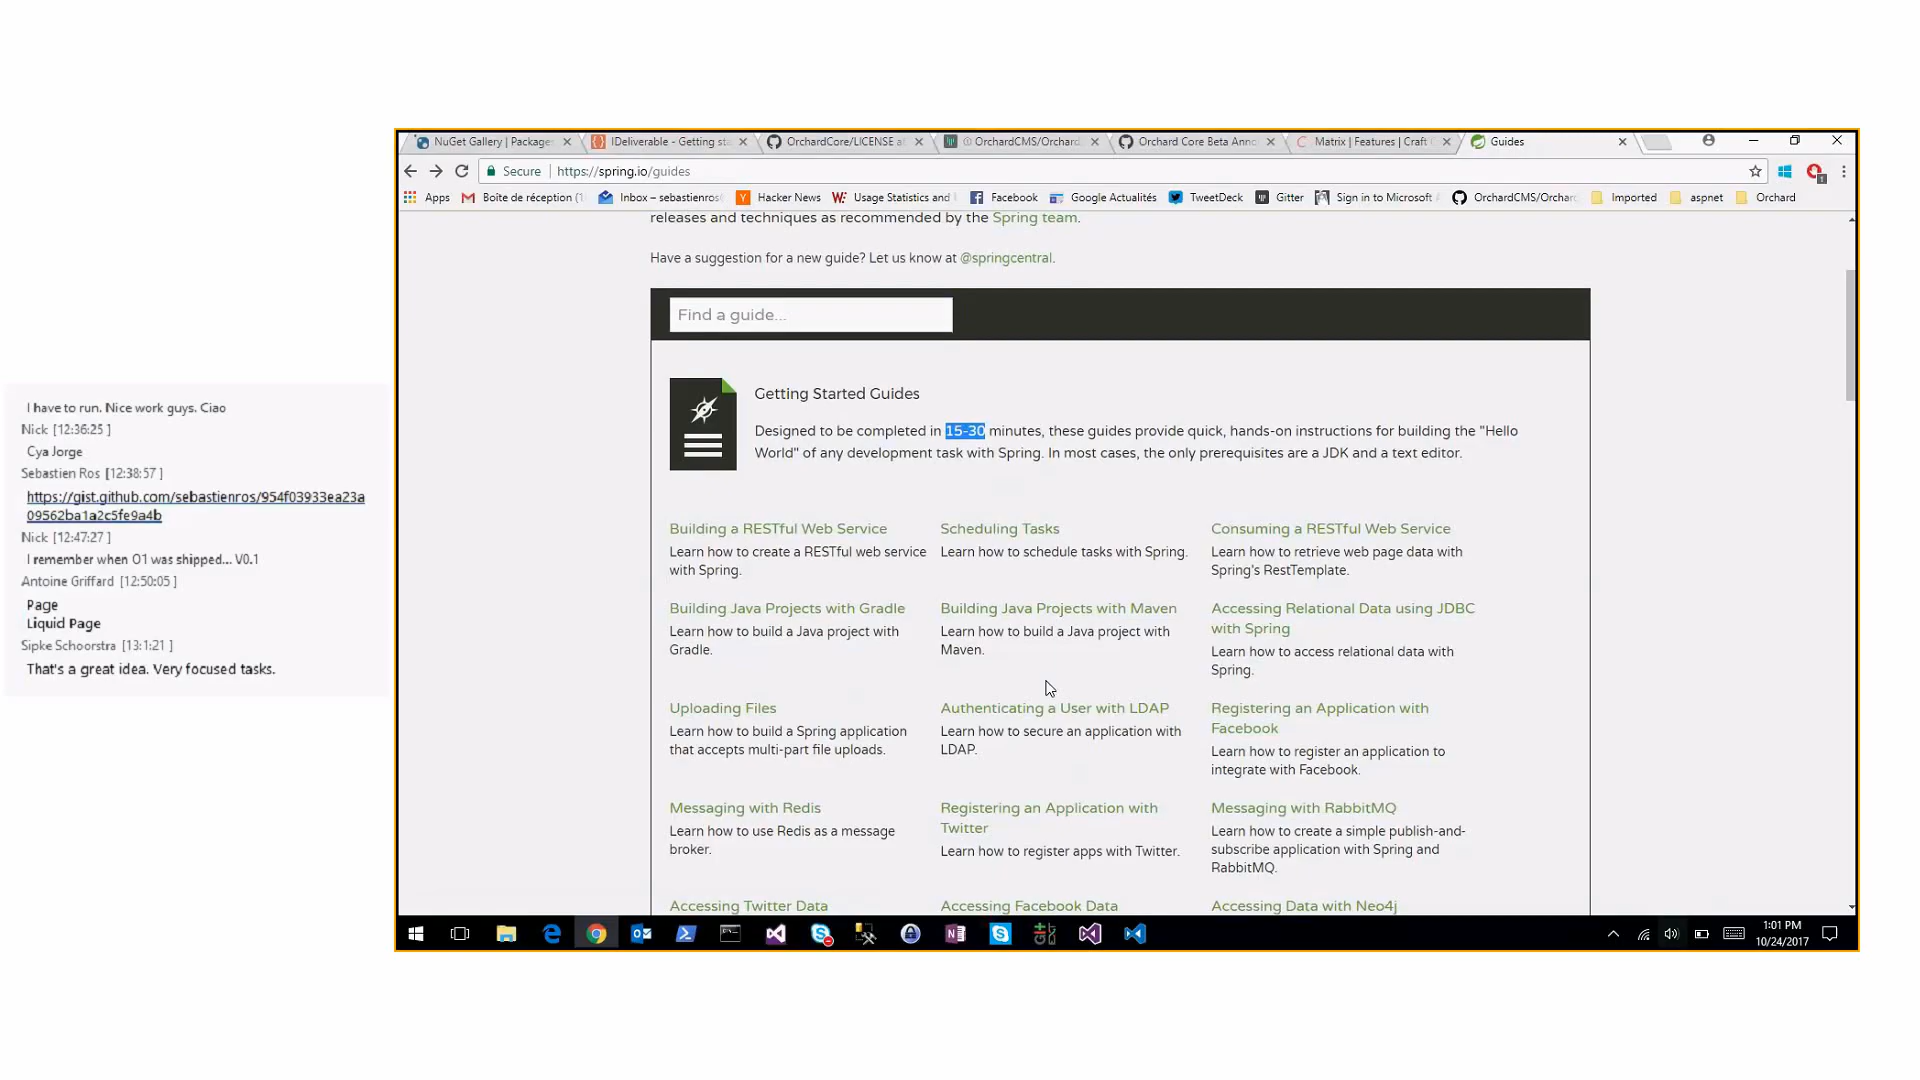 I have to run. Nice work guys. Ciao
Nick [12:36:25 ]
Cya Jorge
Sebastien Ros [12:38:57 ]
https://gist.github.com/sebastienros/954f03933ea23a
09562ba1a2c5fe9a4b
Nick [12:47:27 ]
I remember when O1 was shipped... V0.1
Antoine Griffard [12:50:05 ]
Page
Liquid Page
Sipke Schoorstra [13:1:21 ]
That's a great idea. Very focused tasks.
NuGet Gallery | Package
IDeliverable - Getting sta
OrchardCore/LICENSE a
OrchardCMS/Orchard
Orchard Core Beta Anno
Matrix | Features | Craft
Guides
Secure
https://spring.io/guides
Apps
Boîte de réception (1
Inbox – sebastienros
Hacker News
Usage Statistics and
Facebook
Google Actualités
TweetDeck
Gitter
Sign in to Microsoft
OrchardCMS/Orchar
Imported
aspnet
Orchard
releases and techniques as recommended by the Spring team.
Have a suggestion for a new guide? Let us know at @springcentral.
Find a guide...
Getting Started Guides
Designed to be completed in 15-30 minutes, these guides provide quick, hands-on instructions for building the "Hello
World" of any development task with Spring. In most cases, the only prerequisites are a JDK and a text editor.
Building a RESTful Web Service
Learn how to create a RESTful web service
with Spring.
Scheduling Tasks
Learn how to schedule tasks with Spring.
Consuming a RESTful Web Service
Learn how to retrieve web page data with
Spring's RestTemplate.
Building Java Projects with Gradle
Learn how to build a Java project with
Gradle.
Building Java Projects with Maven
Learn how to build a Java project with
Maven.
Accessing Relational Data using JDBC
with Spring
Learn how to access relational data with
Spring.
Uploading Files
Learn how to build a Spring application
that accepts multi-part file uploads.
Authenticating a User with LDAP
Learn how to secure an application with
LDAP.
Registering an Application with
Facebook
Learn how to register an application to
integrate with Facebook.
Messaging with Redis
Learn how to use Redis as a message
broker.
Registering an Application with
Twitter
Learn how to register apps with Twitter.
Messaging with RabbitMQ
Learn how to create a simple publish-and-
subscribe application with Spring and
RabbitMQ.
Accessing Twitter Data
Accessing Facebook Data
Accessing Data with Neo4j
1:01 PM
10/24/2017